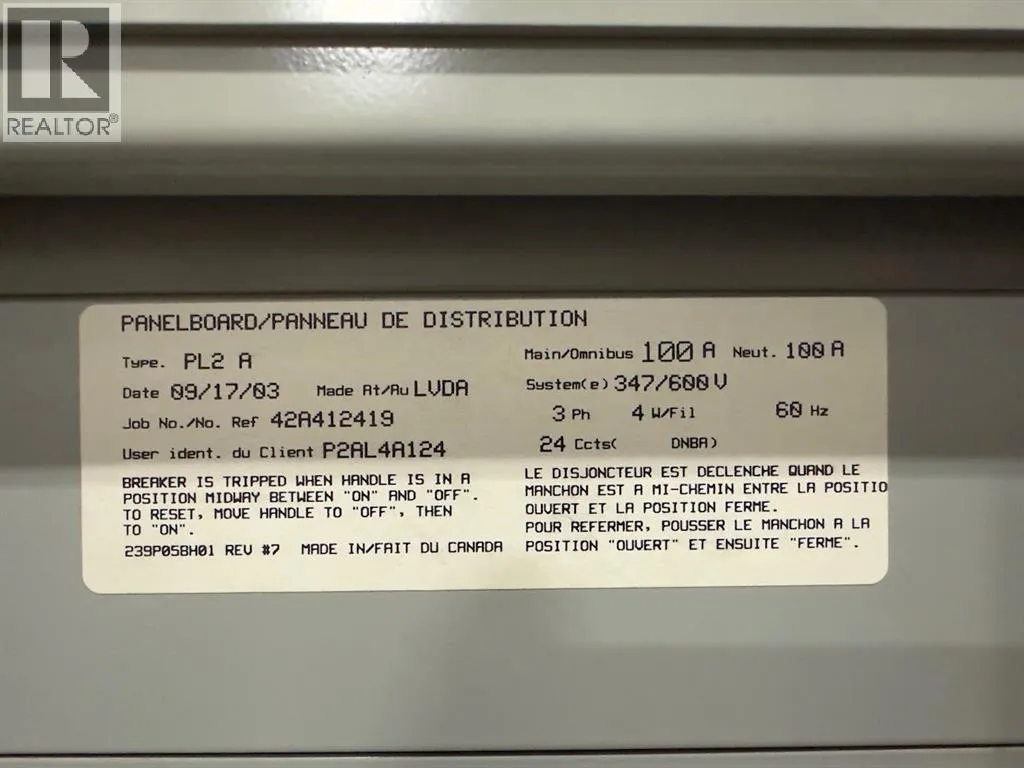 REALTOR®
PANELBOARD/PANNEAU DE DISTRIBUTION
Type. PL2 A
Date 09/17/03 Made At/Au LVDA
Job No./No. Ref 42A412419
User ident. du Client P2AL4A124
BREAKER IS TRIPPED WHEN HANDLE IS IN A
POSITION MIDWAY BETWEEN "ON" AND "OFF".
TO RESET, MOVE HANDLE TO "OFF", THEN
TO "ON".
239P058H01 REV #7 MADE IN/FAIT DU CANADA
Main/Omnibus 100 A Neut. 100 A
System(e) 347/600 V
3 Ph 4 W/Fil 60 Hz
24 Ccts( DNBA)
LE DISJONCTEUR EST DECLENCHE QUAND LE
MANCHON EST A MI-CHEMIN ENTRE LA POSITIO
OUVERT ET LA POSITION FERME.
POUR REFERMER, POUSSER LE MANCHON A LA
POSITION "OUVERT" ET ENSUITE "FERME".